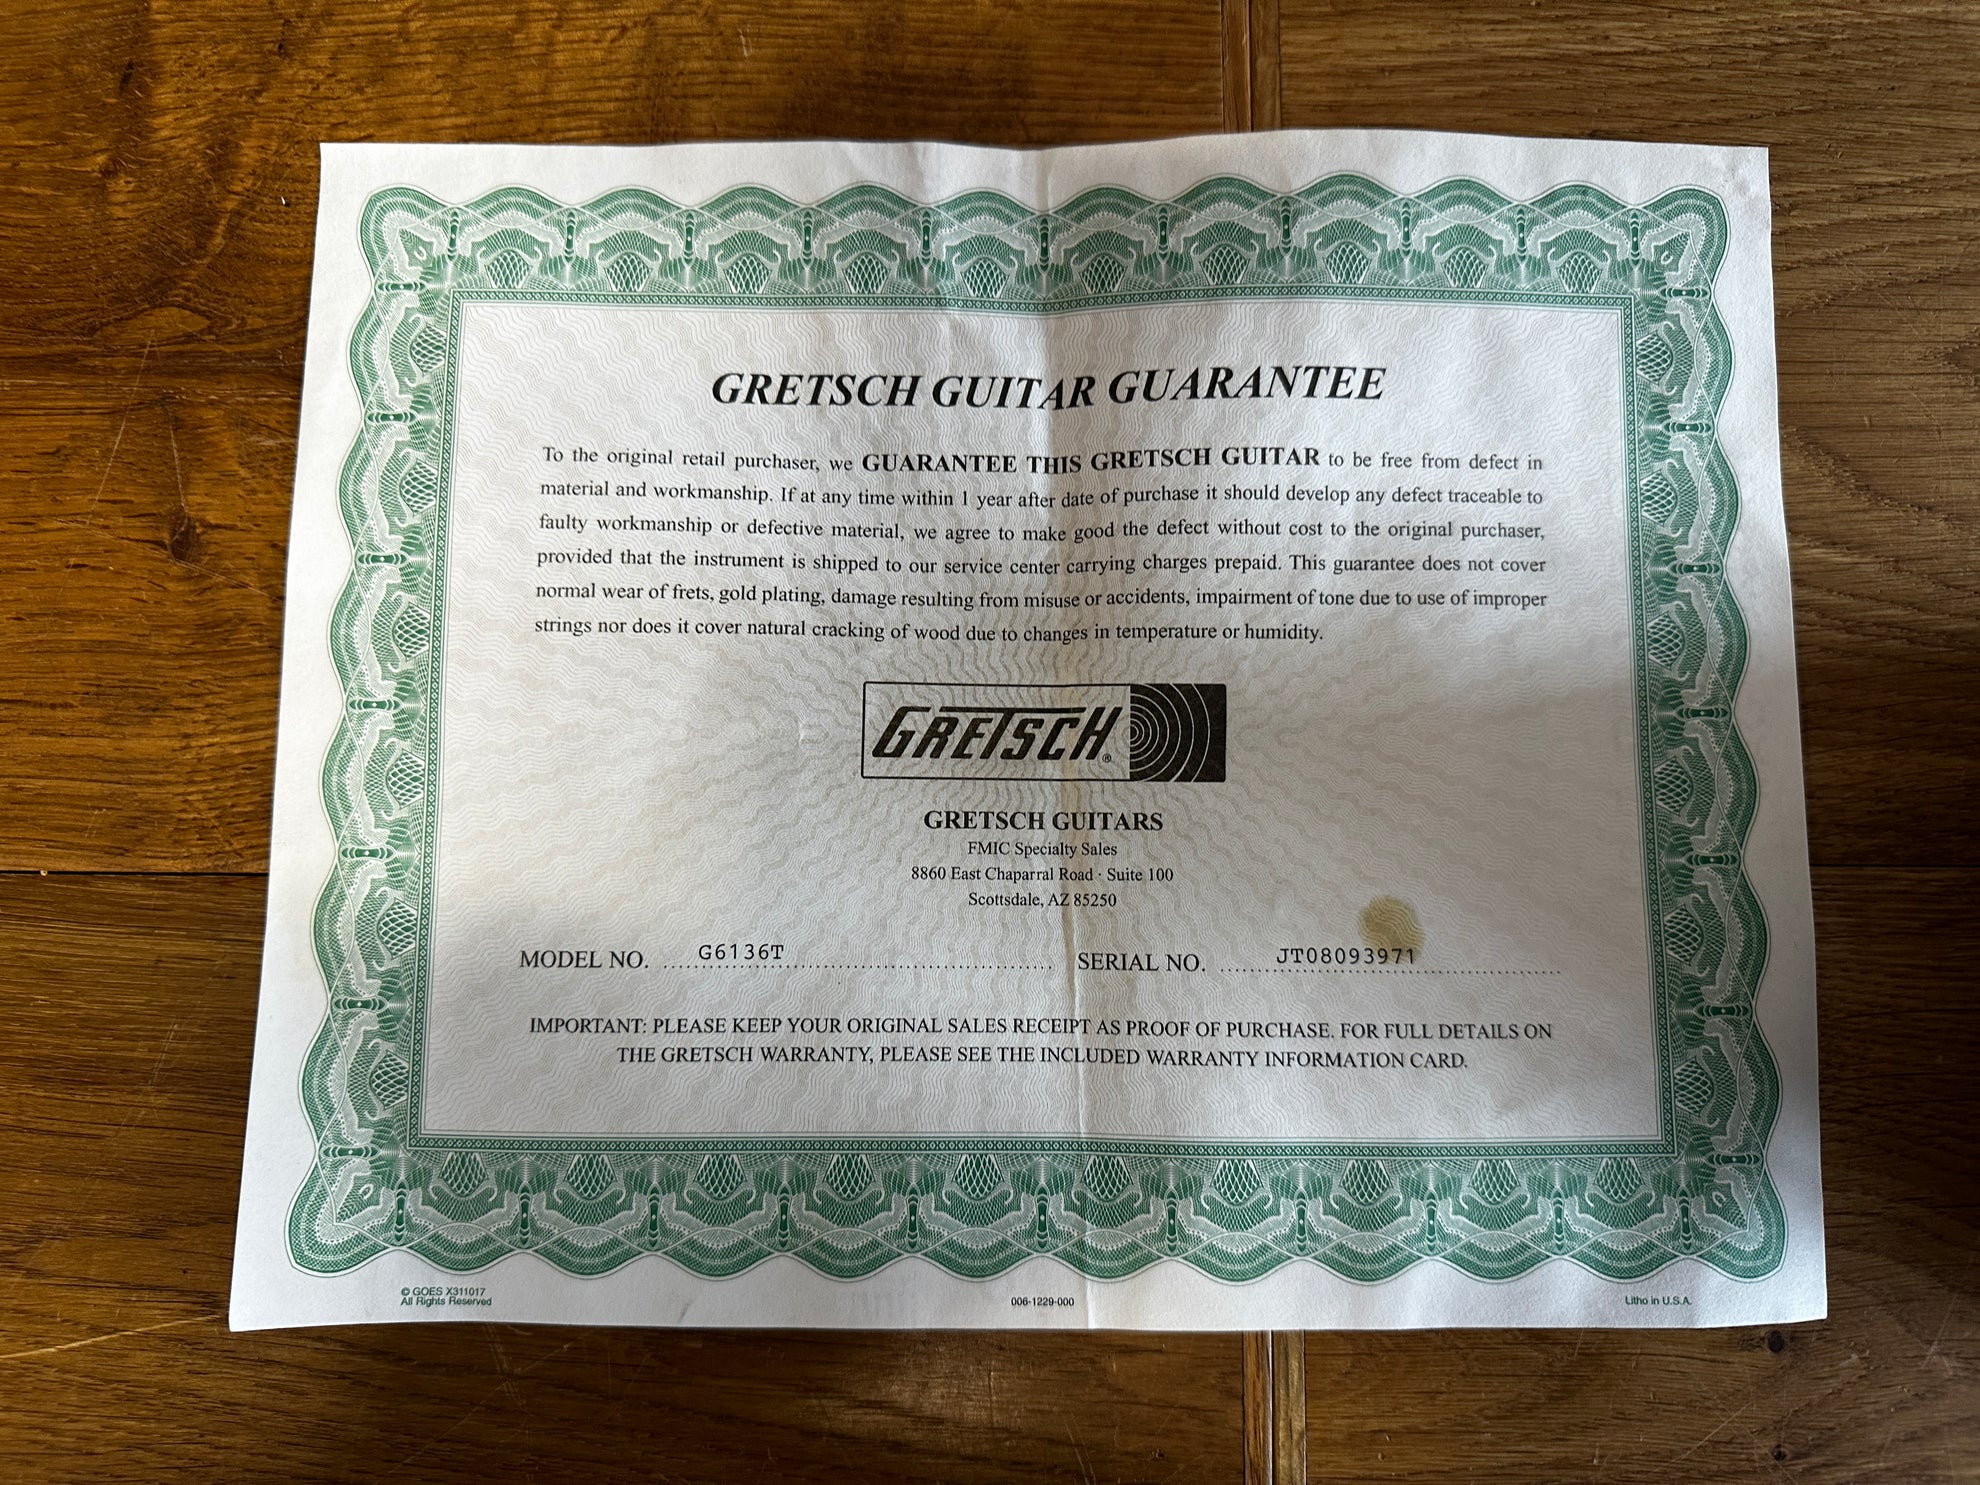 GRETSCH GUITAR GUARANTEE
To the original retail purchaser, we GUARANTEE THIS GRETSCH GUITAR to be free from defect in
material and workmanship. If at any time within 1 year after date of purchase it should develop any defect traceable to
faulty workmanship or defective material, we agree to make good the defect without cost to the original purchaser,
provided that the instrument is shipped to our service center carrying charges prepaid. This guarantee does not cover
normal wear of frets, gold plating, damage resulting from misuse or accidents, impairment of tone due to use of improper
strings nor does it cover natural cracking of wood due to changes in temperature or humidity.
GRETSCH®
GRETSCH GUITARS
FMIC Specialty Sales
8860 East Chaparral Road · Suite 100
Scottsdale, AZ 85250
MODEL NO. G6136T SERIAL NO. JT08093971
IMPORTANT: PLEASE KEEP YOUR ORIGINAL SALES RECEIPT AS PROOF OF PURCHASE. FOR FULL DETAILS ON
THE GRETSCH WARRANTY, PLEASE SEE THE INCLUDED WARRANTY INFORMATION CARD.
© GOES X311017
All Rights Reserved
006-1229-000
Litho in U.S.A.